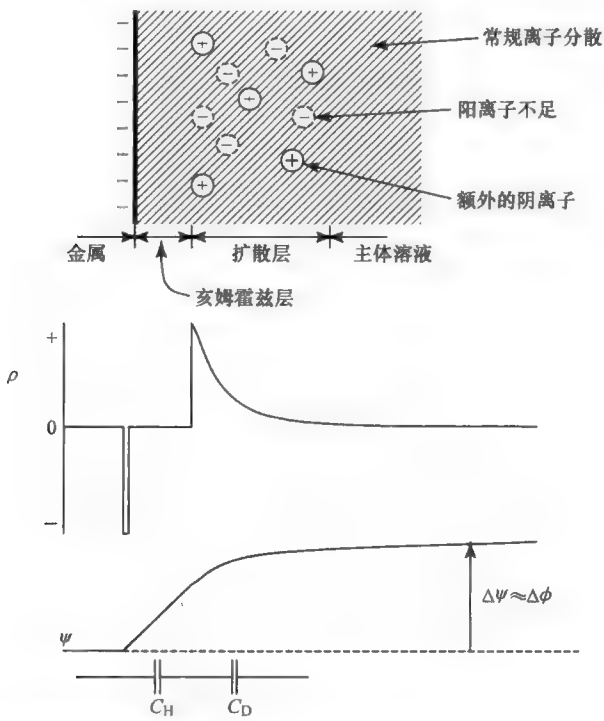 常规离子分散
阳离子不足
额外的阴离子
金属
扩散层
主体溶液
亥姆霍兹层
+
ρ
0
−
Δψ≈Δϕ
ψ
C_H
C_D